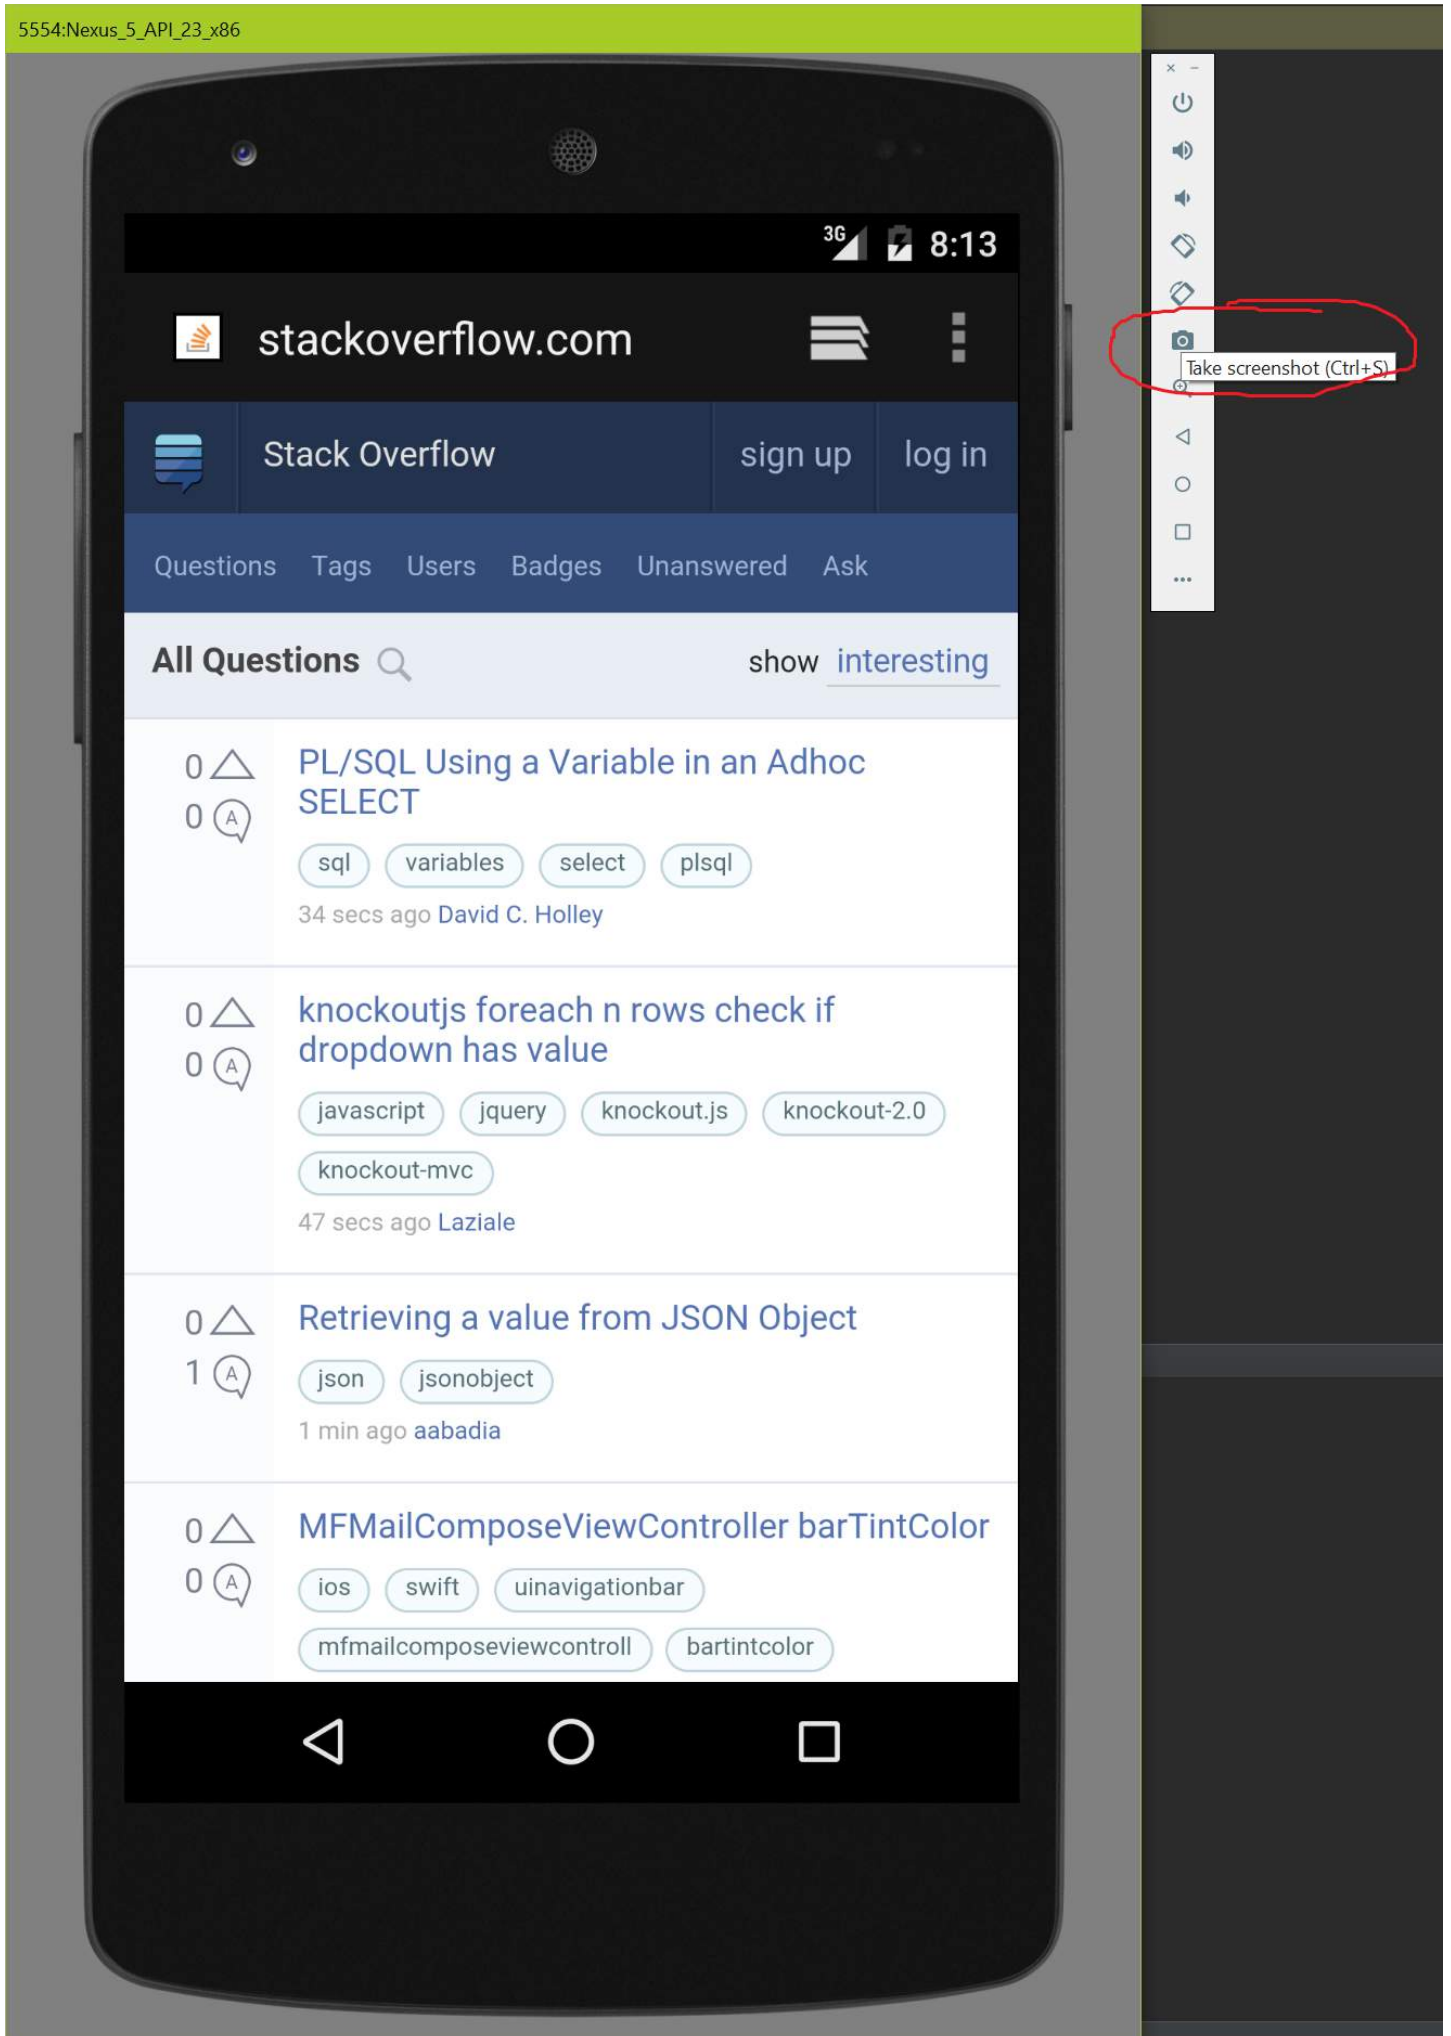 5554:Nexus_5_API_23_x86
3G 8:13
stackoverflow.com
Stack Overflow sign up log in
Questions Tags Users Badges Unanswered Ask
All Questions show interesting
0 PL/SQL Using a Variable in an Adhoc
SELECT
0 A
sql variables select plsql
34 secs ago David C. Holley
0 knockoutjs foreach n rows check if
dropdown has value
0 A
javascript jquery knockout.js knockout-2.0
knockout-mvc
47 secs ago Laziale
0 Retrieving a value from JSON Object
1 A json jsonobject
1 min ago aabadia
0 MFMailComposeViewController barTintColor
0 A ios swift uinavigationbar
mfmailcomposeviewcontroll bartintcolor
Take screenshot (Ctrl+S)